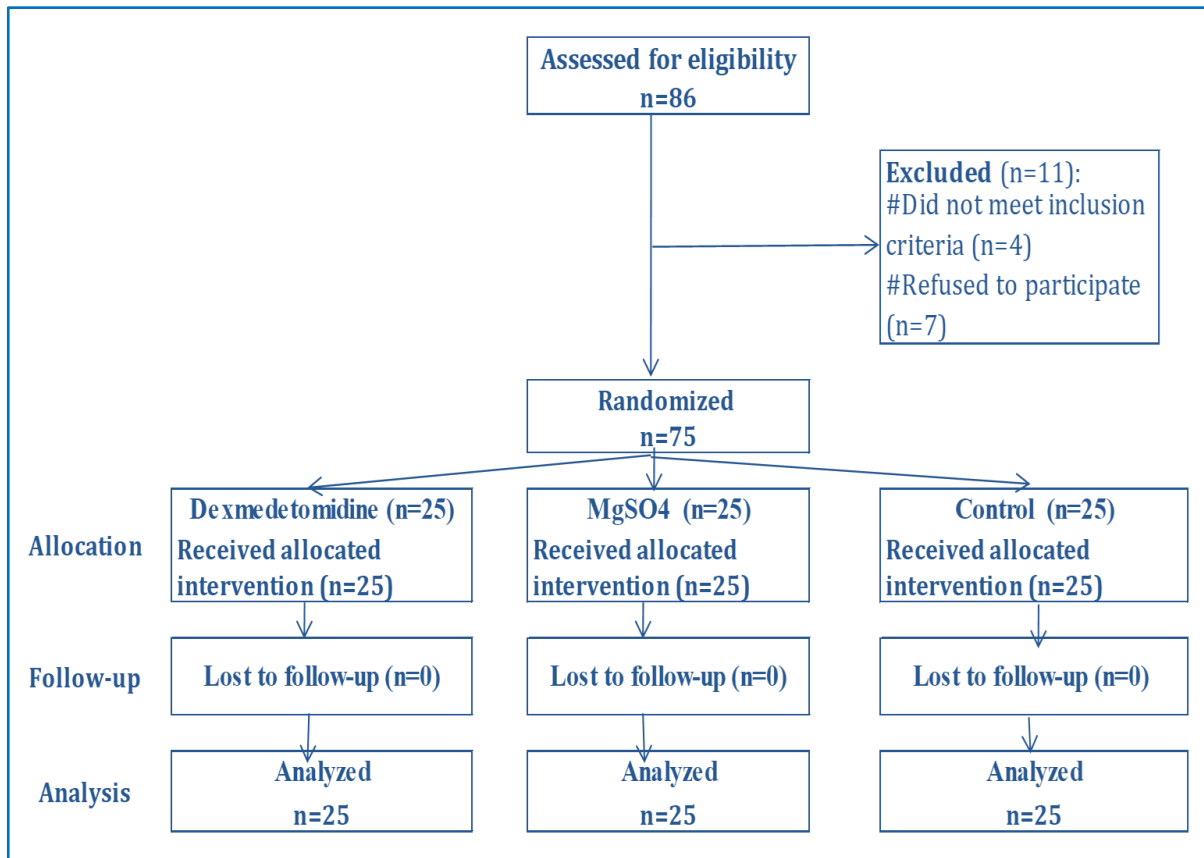 Assessed for eligibility
n=86
Excluded (n=11):
#Did not meet inclusion
criteria (n=4)
#Refused to participate
(n=7)
Randomized
n=75
Allocation
Dexmedetomidine (n=25)
Received allocated
intervention (n=25)
MgSO4 (n=25)
Received allocated
intervention (n=25)
Control (n=25)
Received allocated
intervention (n=25)
Follow-up
Lost to follow-up (n=0)
Lost to follow-up (n=0)
Lost to follow-up (n=0)
Analysis
Analyzed
n=25
Analyzed
n=25
Analyzed
n=25